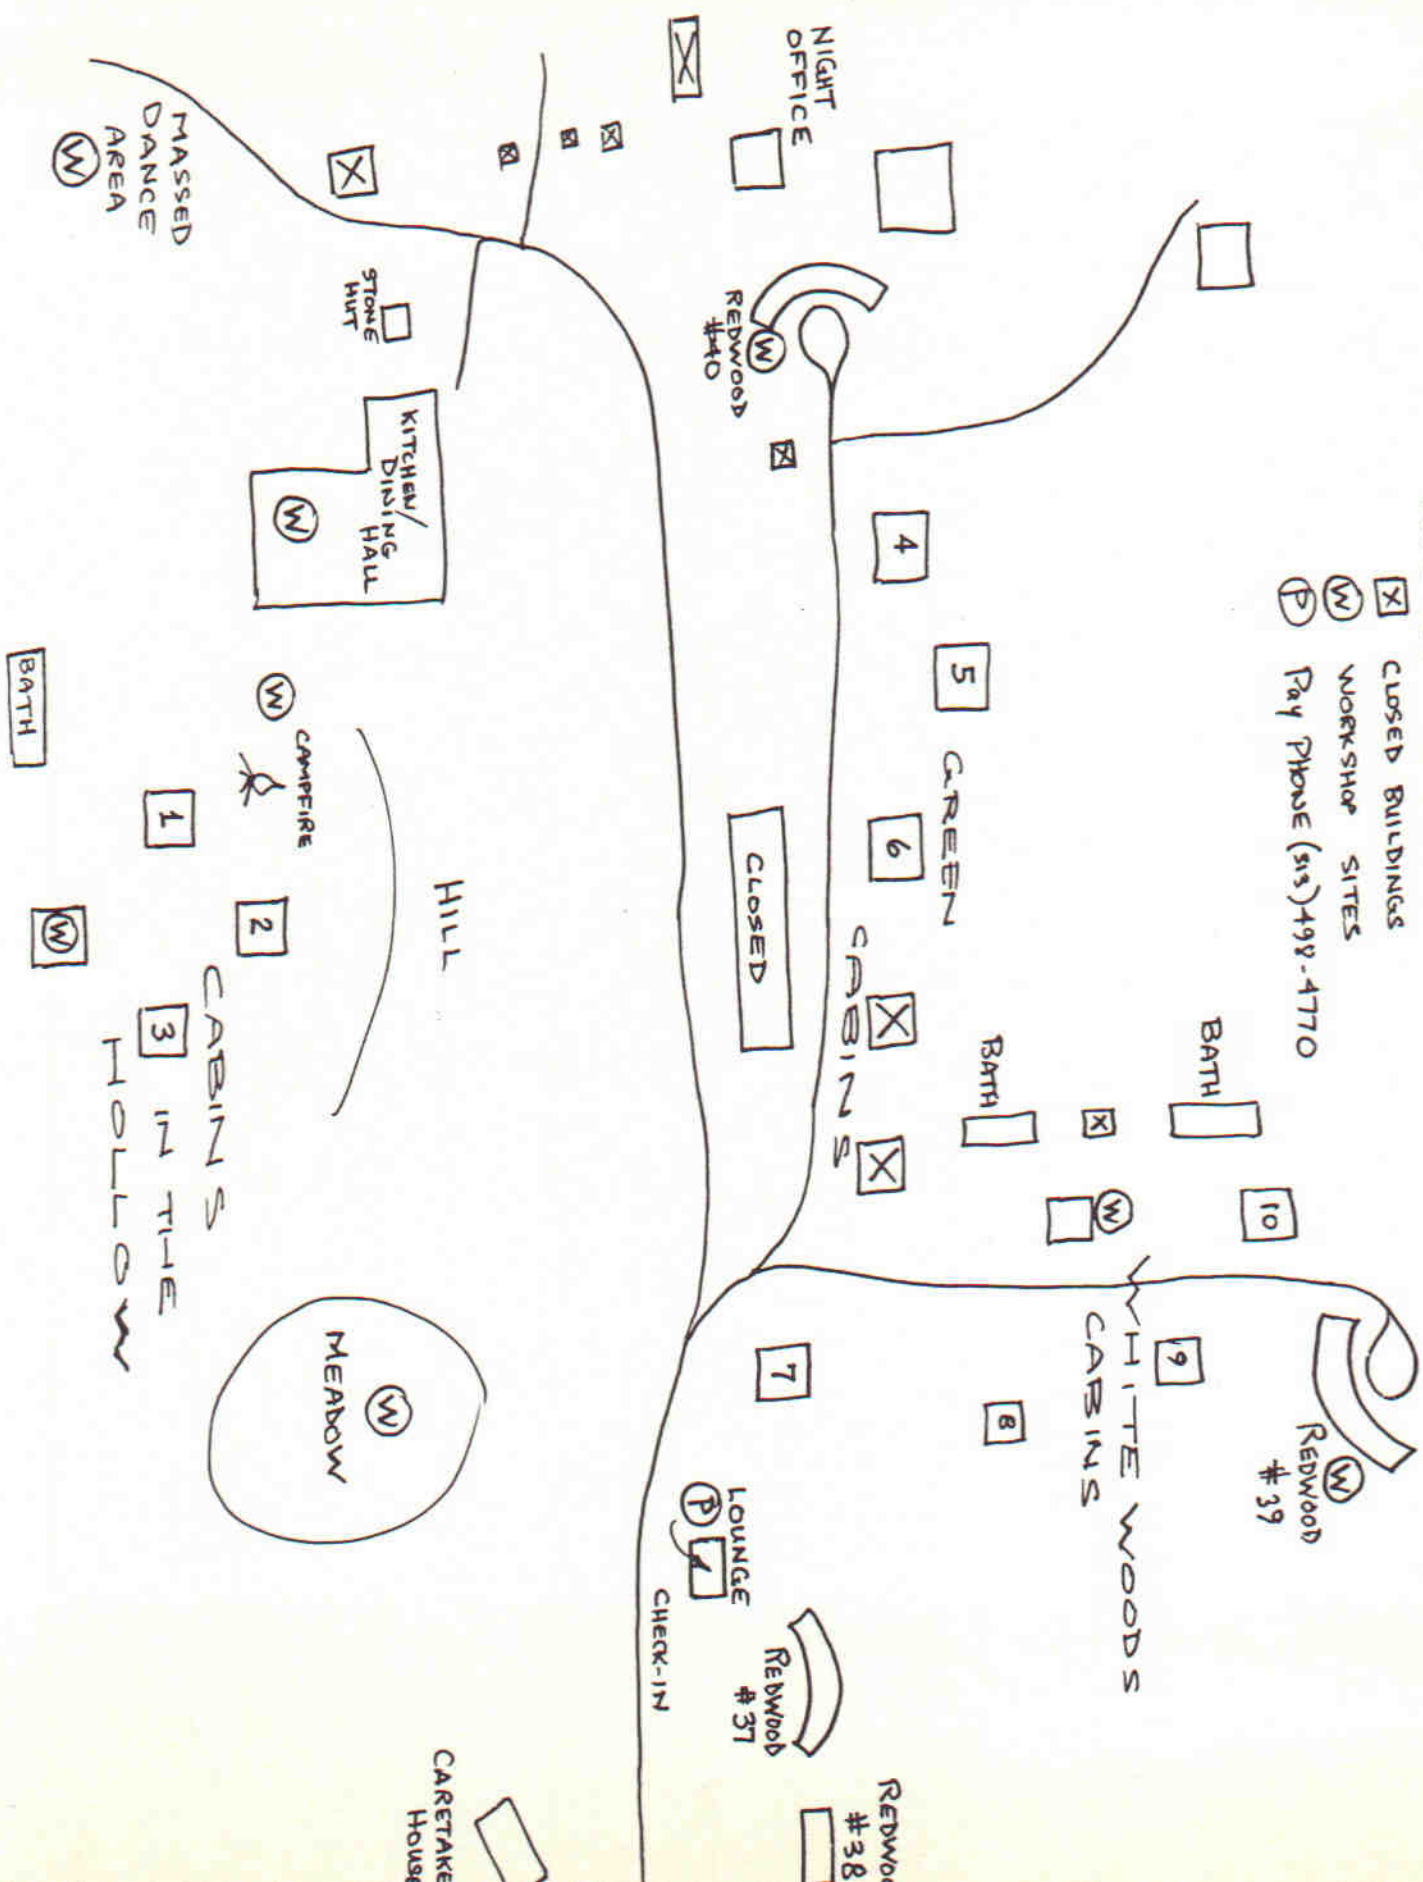 X CLOSED BUILDINGS
W WORKSHOP SITES
P Pay PHONE (513) 498-4770
W
REDWOOD
#39
BATH
10
9
X
W
WHITE WOODS
CABINS
BATH
8
NIGHT
OFFICE
4
5
GREEN
6
CABINS
X
X
7
REDWOO
#38
REDWOOD
#37
X
W
REDWOOD
#40
X
CLOSED
LOUNGE
P
CHECK-IN
X
X
X
X
STONE
HUT
KITCHEN/
DINING
HALL
W
HILL
CARETAKE
HOUSE
MASSED
DANCE
AREA
W
W
CAMPFIRE
W
MEADOW
1
2
3
CABINS
IN THE
HOLLOW
BATH
W